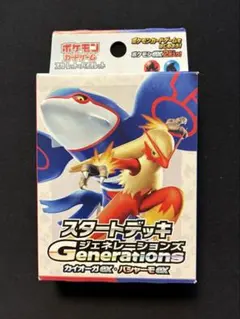 ポケモン
カードゲーム
スカーレット&バイオレット
スタートデッキ
ジェネレーションズ
Generations
カイオーガex・バシャーモex